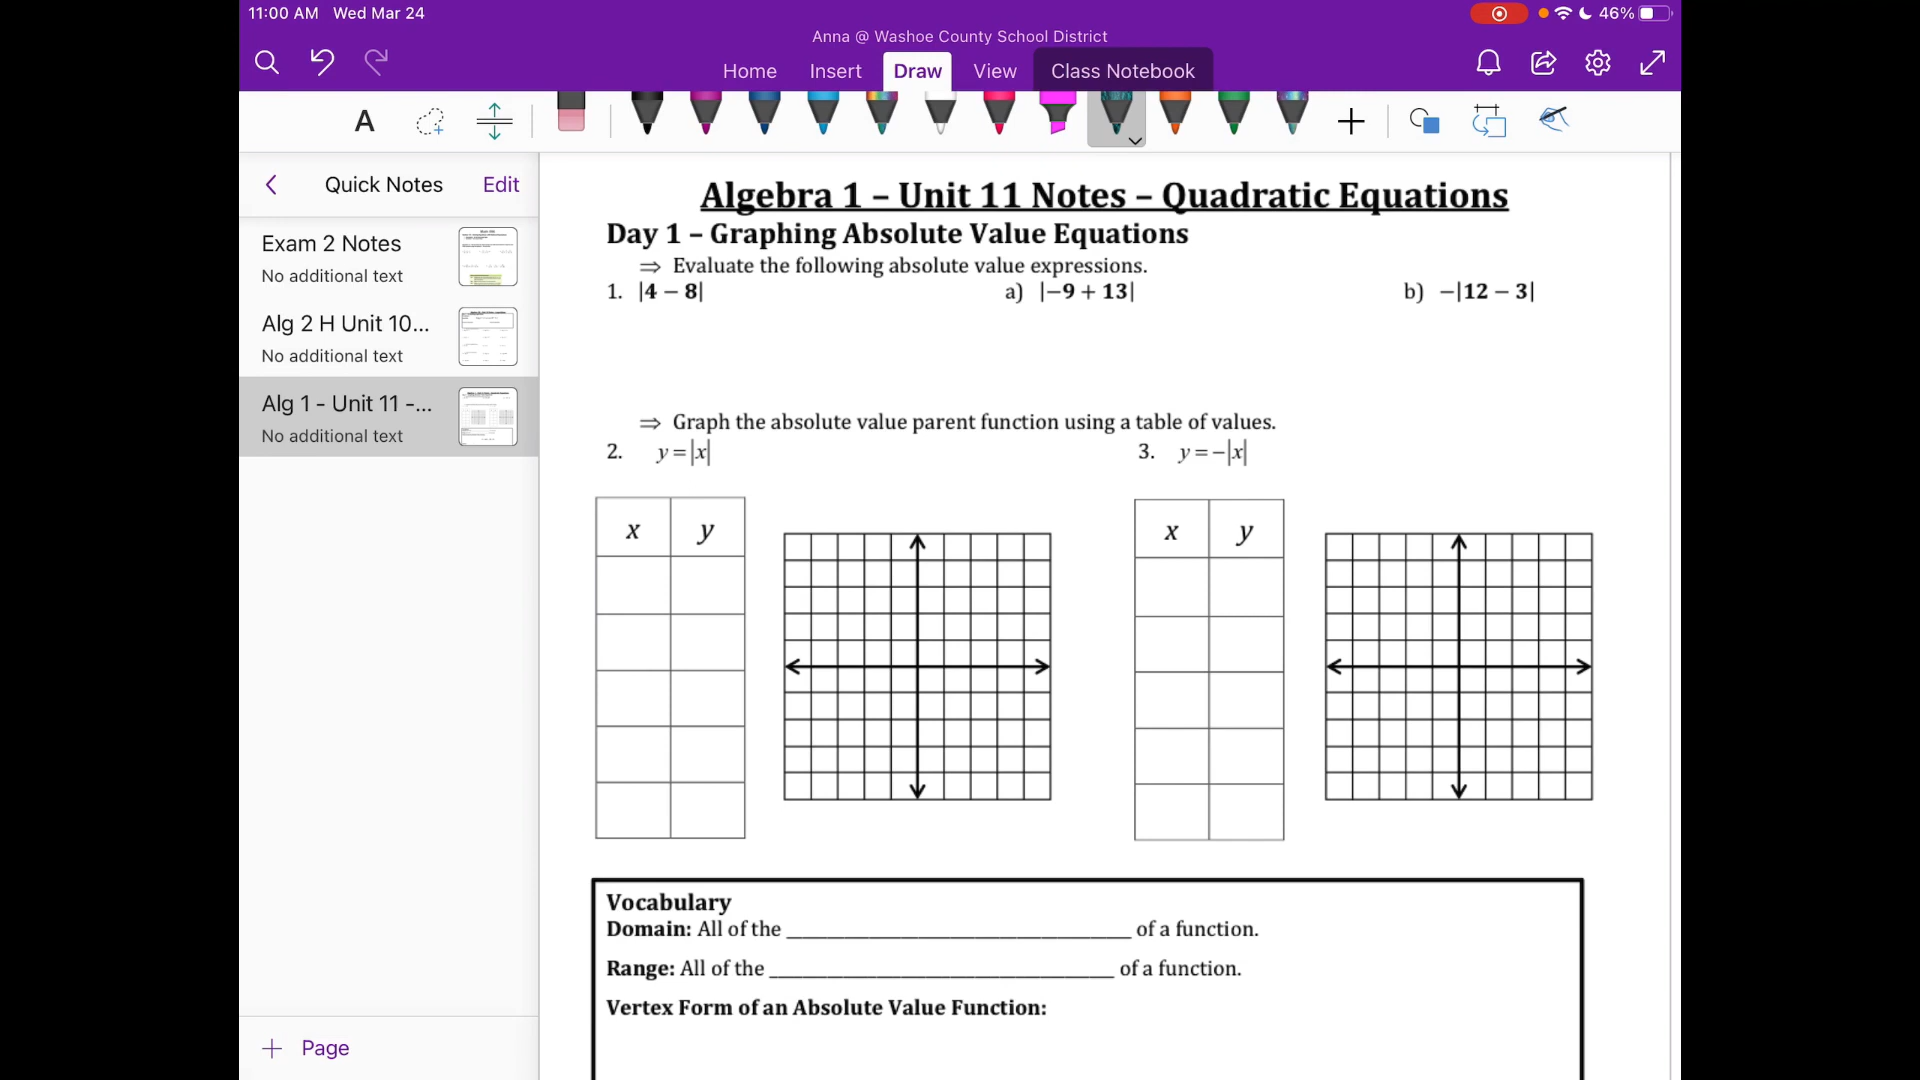 11:00 AM Wed Mar 24
46%
Anna @ Washoe County School District
Home Insert Draw View Class Notebook
A
Quick Notes Edit
Exam 2 Notes
No additional text
Alg 2 H Unit 10...
No additional text
Alg 1 - Unit 11 -...
No additional text
+ Page
Algebra 1 – Unit 11 Notes – Quadratic Equations
Day 1 – Graphing Absolute Value Equations
⇒ Evaluate the following absolute value expressions.
1. |4 − 8| a) |−9 + 13| b) −|12 − 3|
⇒ Graph the absolute value parent function using a table of values.
2. y = |x| 3. y = −|x|
x y x y
Vocabulary
Domain: All of the ______________________________ of a function.
Range: All of the ______________________________ of a function.
Vertex Form of an Absolute Value Function: